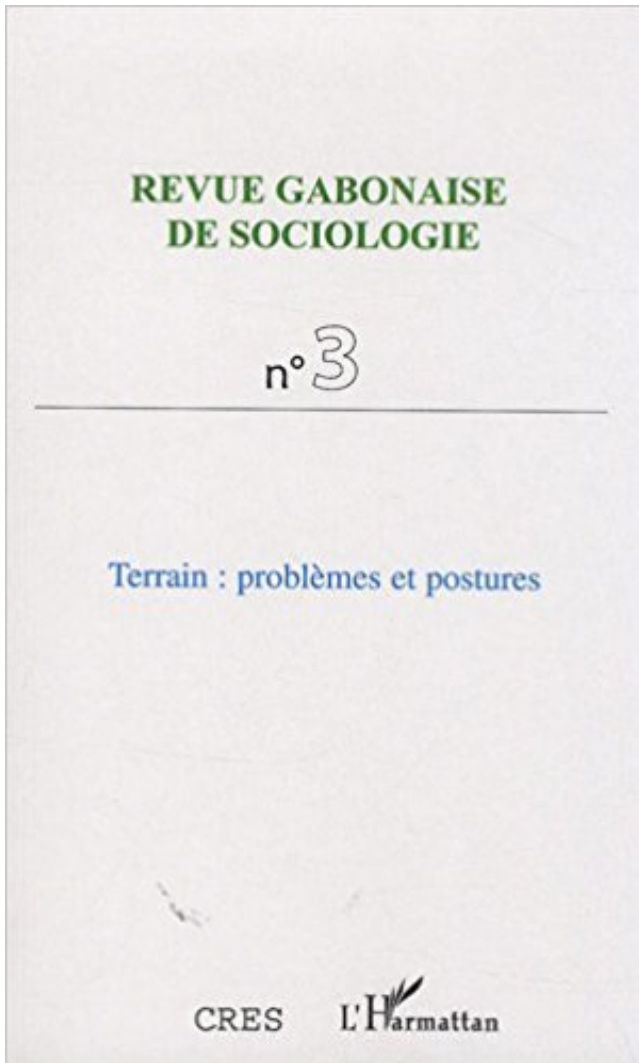 REVUE GABONAISE
DE SOCIOLOGIE
n° 3
Terrain : problèmes et postures
CRES L'Harmattan